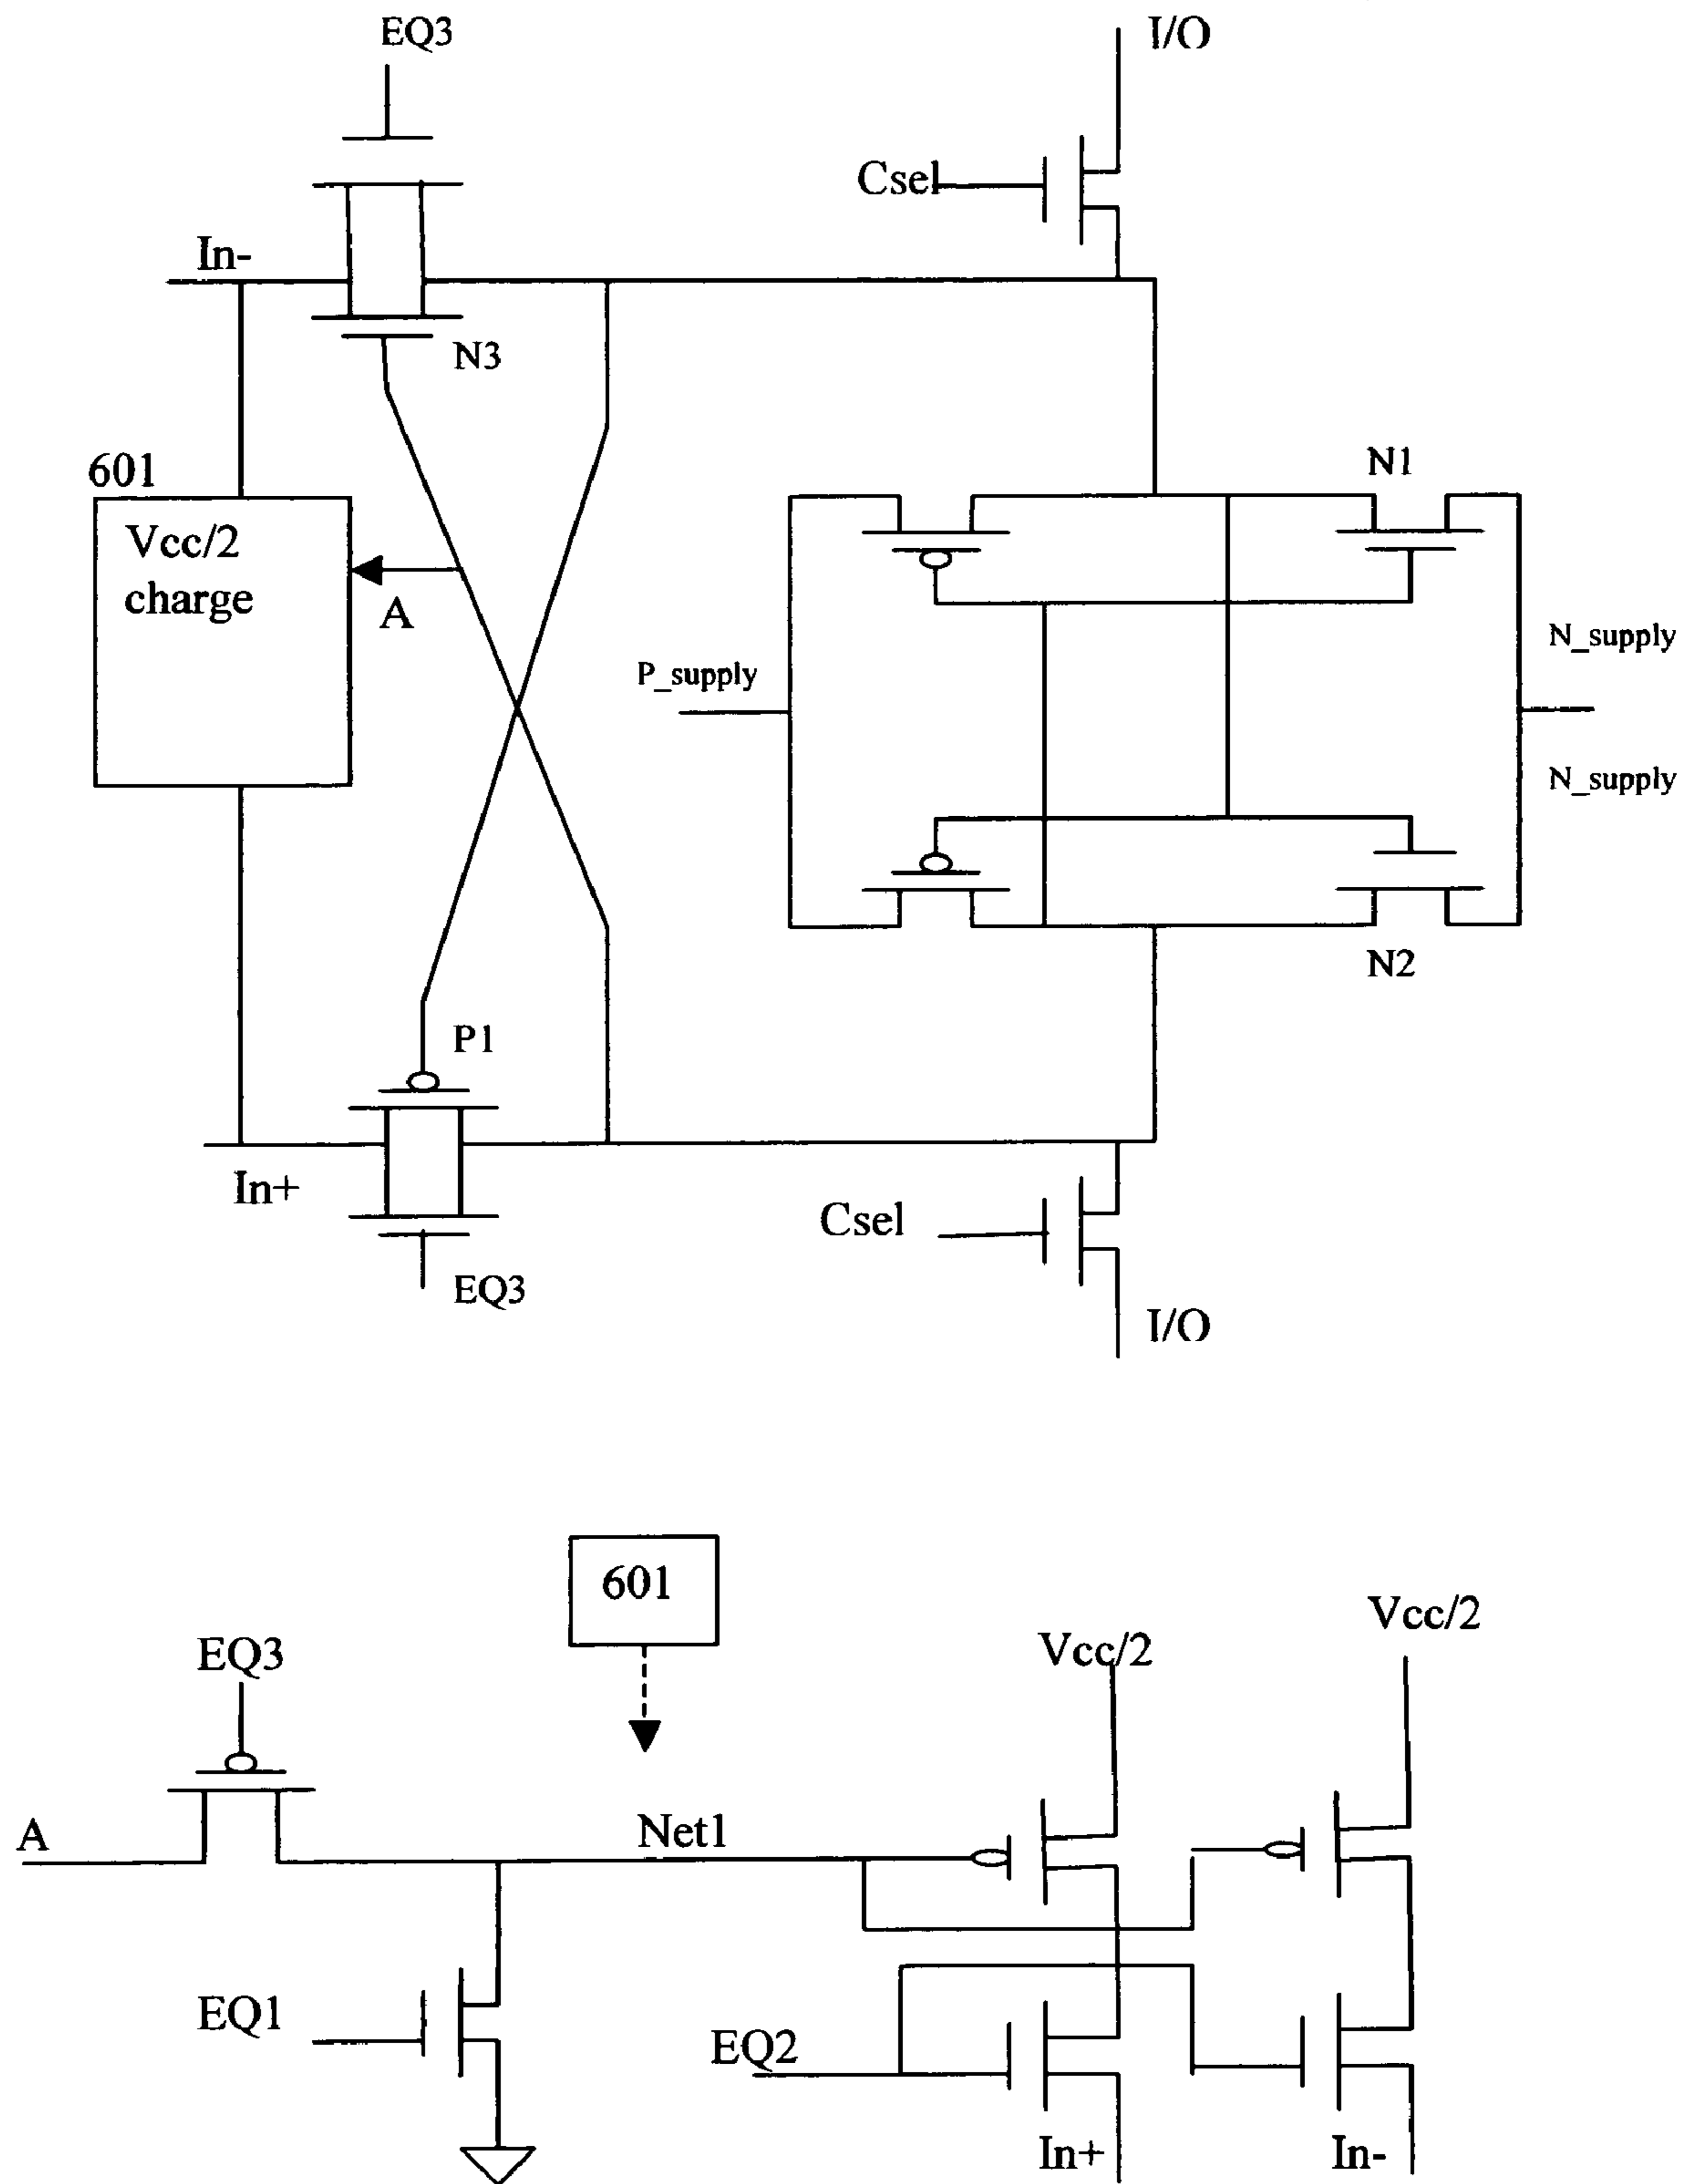 EQ3
I/O
Csel
In-
N3
601
Vcc/2
charge
A
N1
N_supply
P_supply
N_supply
N2
P1
In+
Csel
EQ3
I/O
601
Vcc/2
Vcc/2
EQ3
A
Net1
EQ1
EQ2
In+
In-